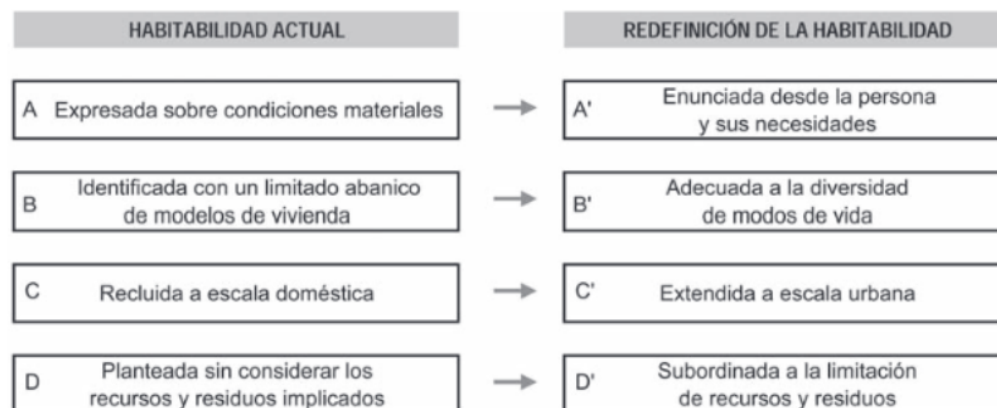 HABITABILIDAD ACTUAL
REDEFINICIÓN DE LA HABITABILIDAD
A Expresada sobre condiciones materiales
A' Enunciada desde la persona
y sus necesidades
B Identificada con un limitado abanico
de modelos de vivienda
B' Adecuada a la diversidad
de modos de vida
C Recluida a escala doméstica
C' Extendida a escala urbana
D Planteada sin considerar los
recursos y residuos implicados
D' Subordinada a la limitación
de recursos y residuos